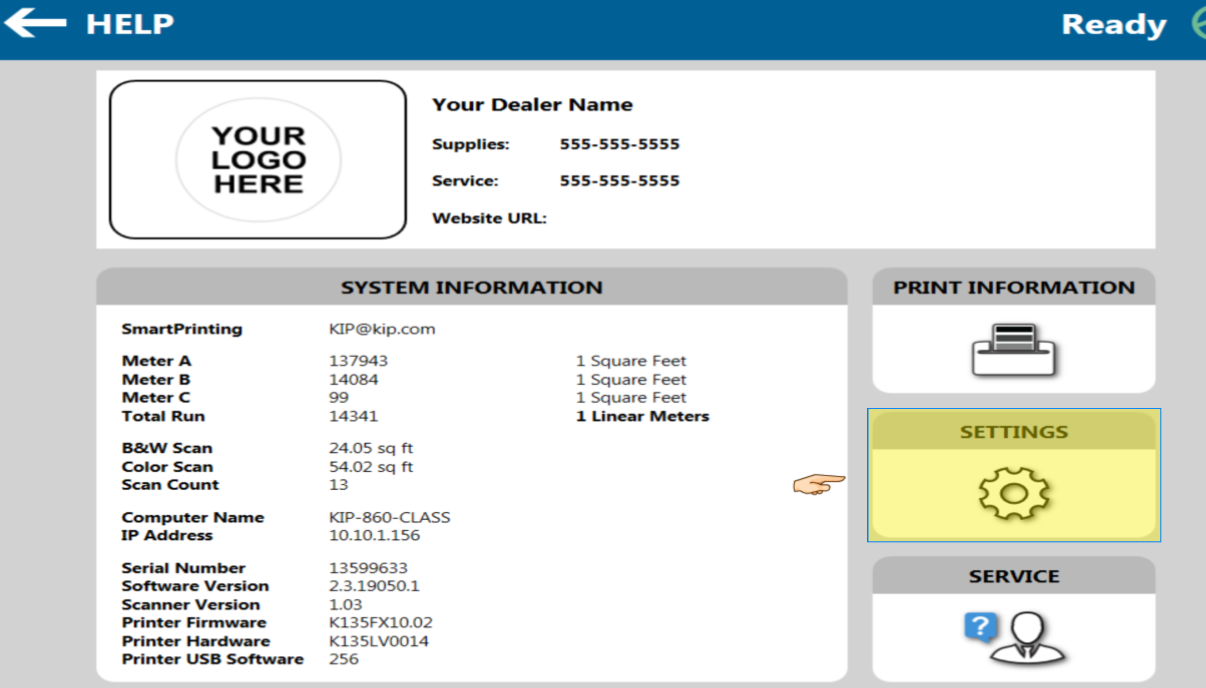 HELP
Ready
YOUR
LOGO
HERE
Your Dealer Name
Supplies: 555-555-5555
Service: 555-555-5555
Website URL:
SYSTEM INFORMATION
SmartPrinting KIP@kip.com
Meter A 137943 1 Square Feet
Meter B 14084 1 Square Feet
Meter C 99 1 Square Feet
Total Run 14341 1 Linear Meters
B&W Scan 24.05 sq ft
Color Scan 54.02 sq ft
Scan Count 13
Computer Name KIP-860-CLASS
IP Address 10.10.1.156
Serial Number 13599633
Software Version 2.3.19050.1
Scanner Version 1.03
Printer Firmware K135FX10.02
Printer Hardware K135LV0014
Printer USB Software 256
PRINT INFORMATION
SETTINGS
SERVICE
?